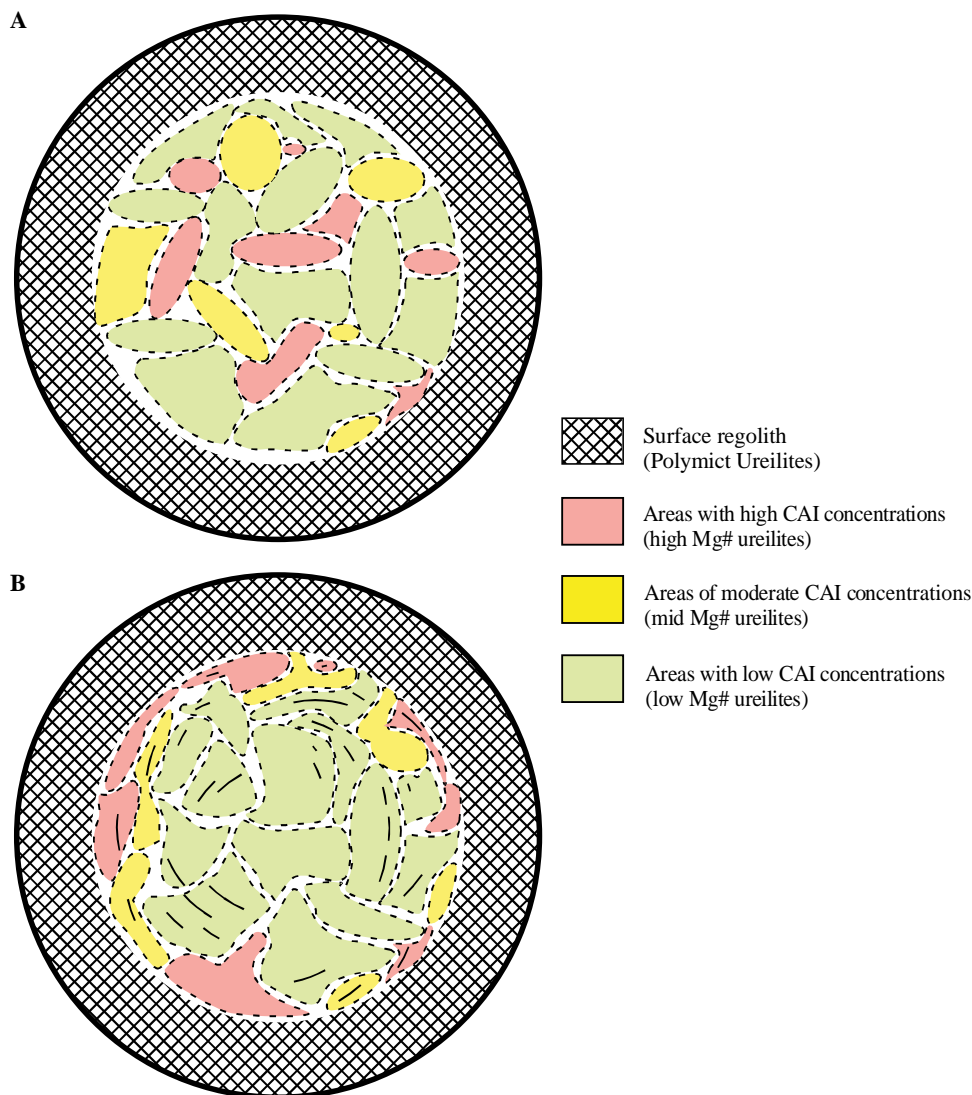 A
Surface regolith
(Polymict Ureilites)
Areas with high CAI concentrations
(high Mg# ureilites)
Areas of moderate CAI concentrations
(mid Mg# ureilites)
Areas with low CAI concentrations
(low Mg# ureilites)
B